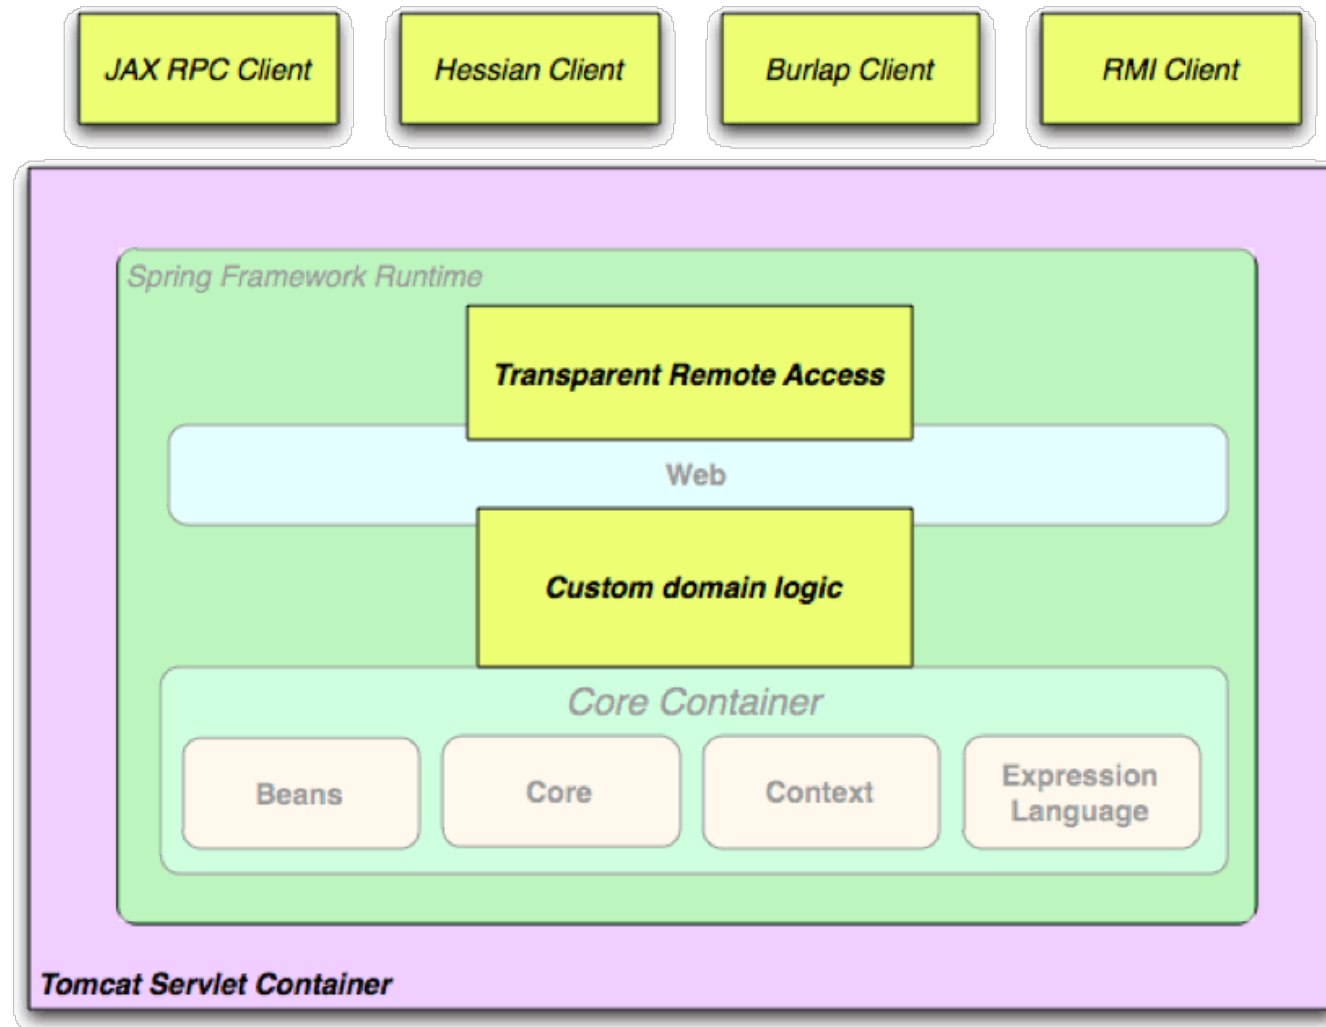 JAX RPC Client
Hessian Client
Burlap Client
RMI Client
Spring Framework Runtime
Transparent Remote Access
Web
Custom domain logic
Core Container
Beans
Core
Context
Expression
Language
Tomcat Servlet Container